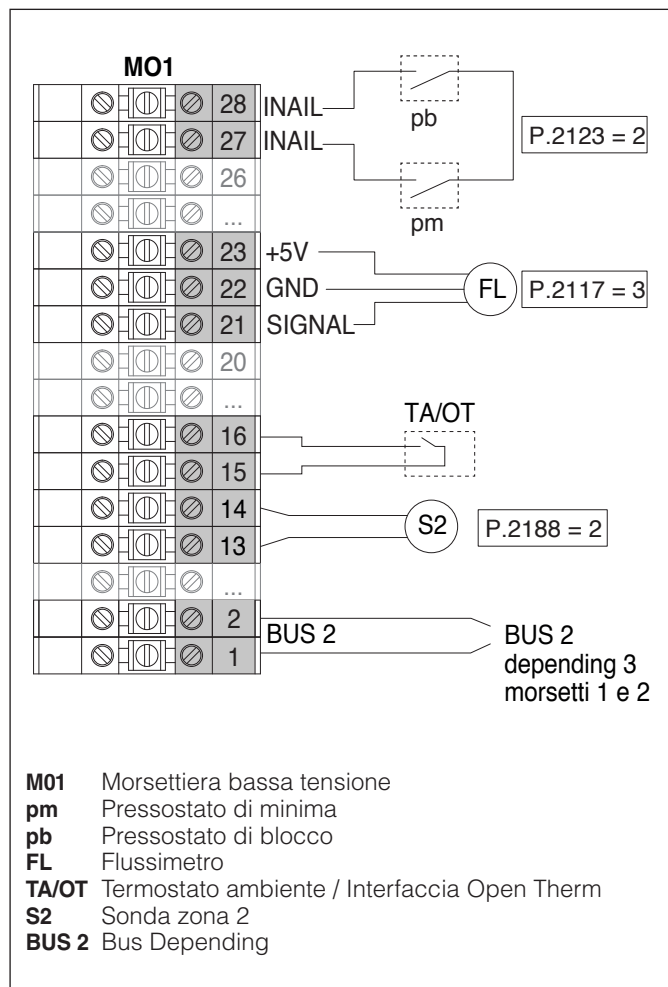 MO1
28 INAIL
pb
27 INAIL
P.2123 = 2
26
pm
...
23 +5V
22 GND
FL
P.2117 = 3
21 SIGNAL
20
...
TA/OT
16
15
14
S2
P.2188 = 2
13
...
2
BUS 2
1
BUS 2
depending 3
morsetti 1 e 2
M01 Morsettiera bassa tensione
pm Pressostato di minima
pb Pressostato di blocco
FL Flussimetro
TA/OT Termostato ambiente / Interfaccia Open Therm
S2 Sonda zona 2
BUS 2 Bus Depending